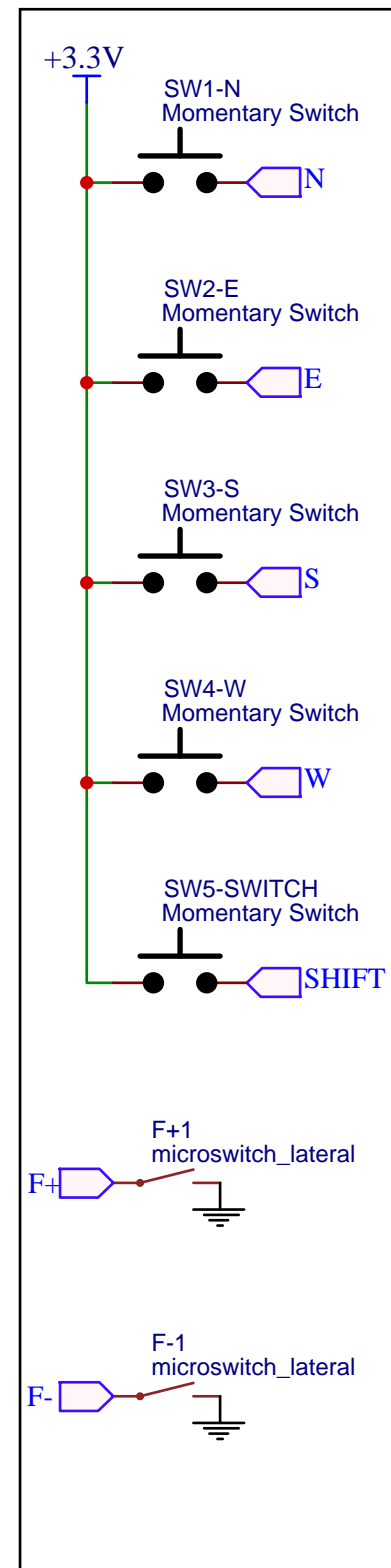 +3.3V
SW1-N
Momentary Switch
N
SW2-E
Momentary Switch
E
SW3-S
Momentary Switch
S
SW4-W
Momentary Switch
W
SW5-SWITCH
Momentary Switch
SHIFT
F+1
microswitch_lateral
F+
F-1
microswitch_lateral
F-